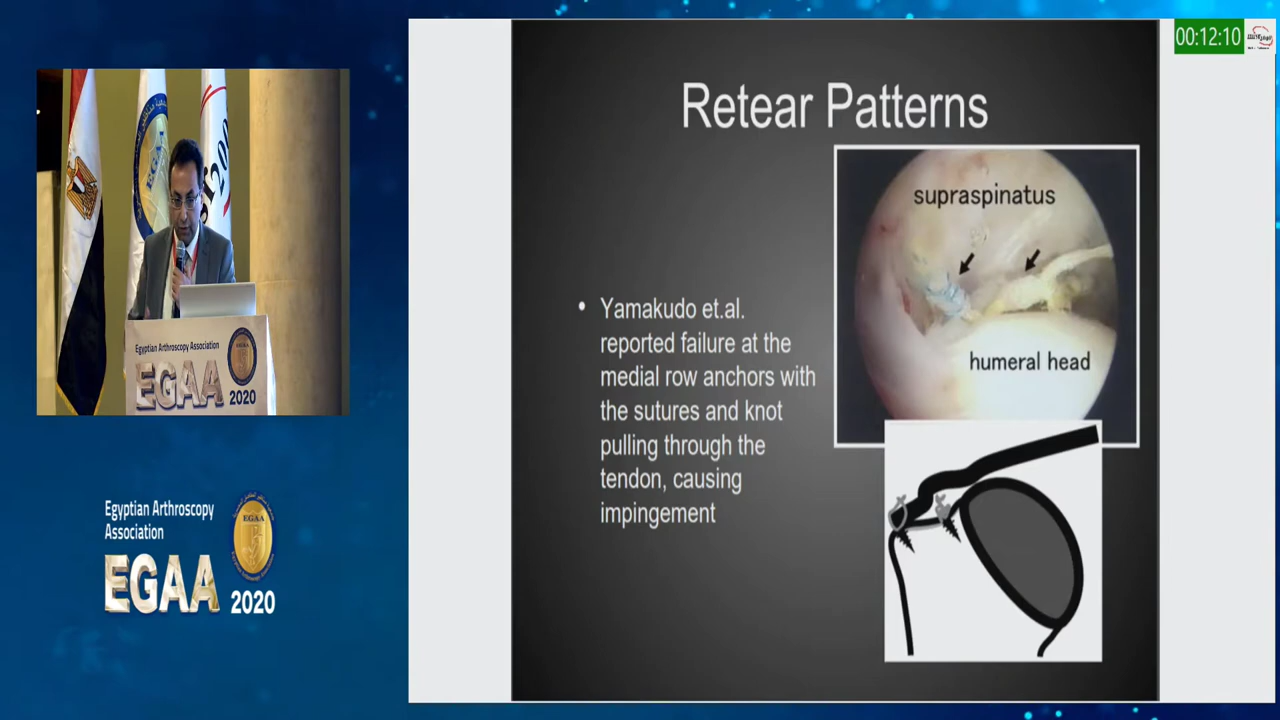 00:12:10
Retear Patterns
supraspinatus
humeral head
• Yamakudo et.al.
reported failure at the
medial row anchors with
the sutures and knot
pulling through the
tendon, causing
impingement
Egyptian Arthroscopy Association
EGAA
2020
Egyptian Arthroscopy
Association
EGAA
EGAA
2020